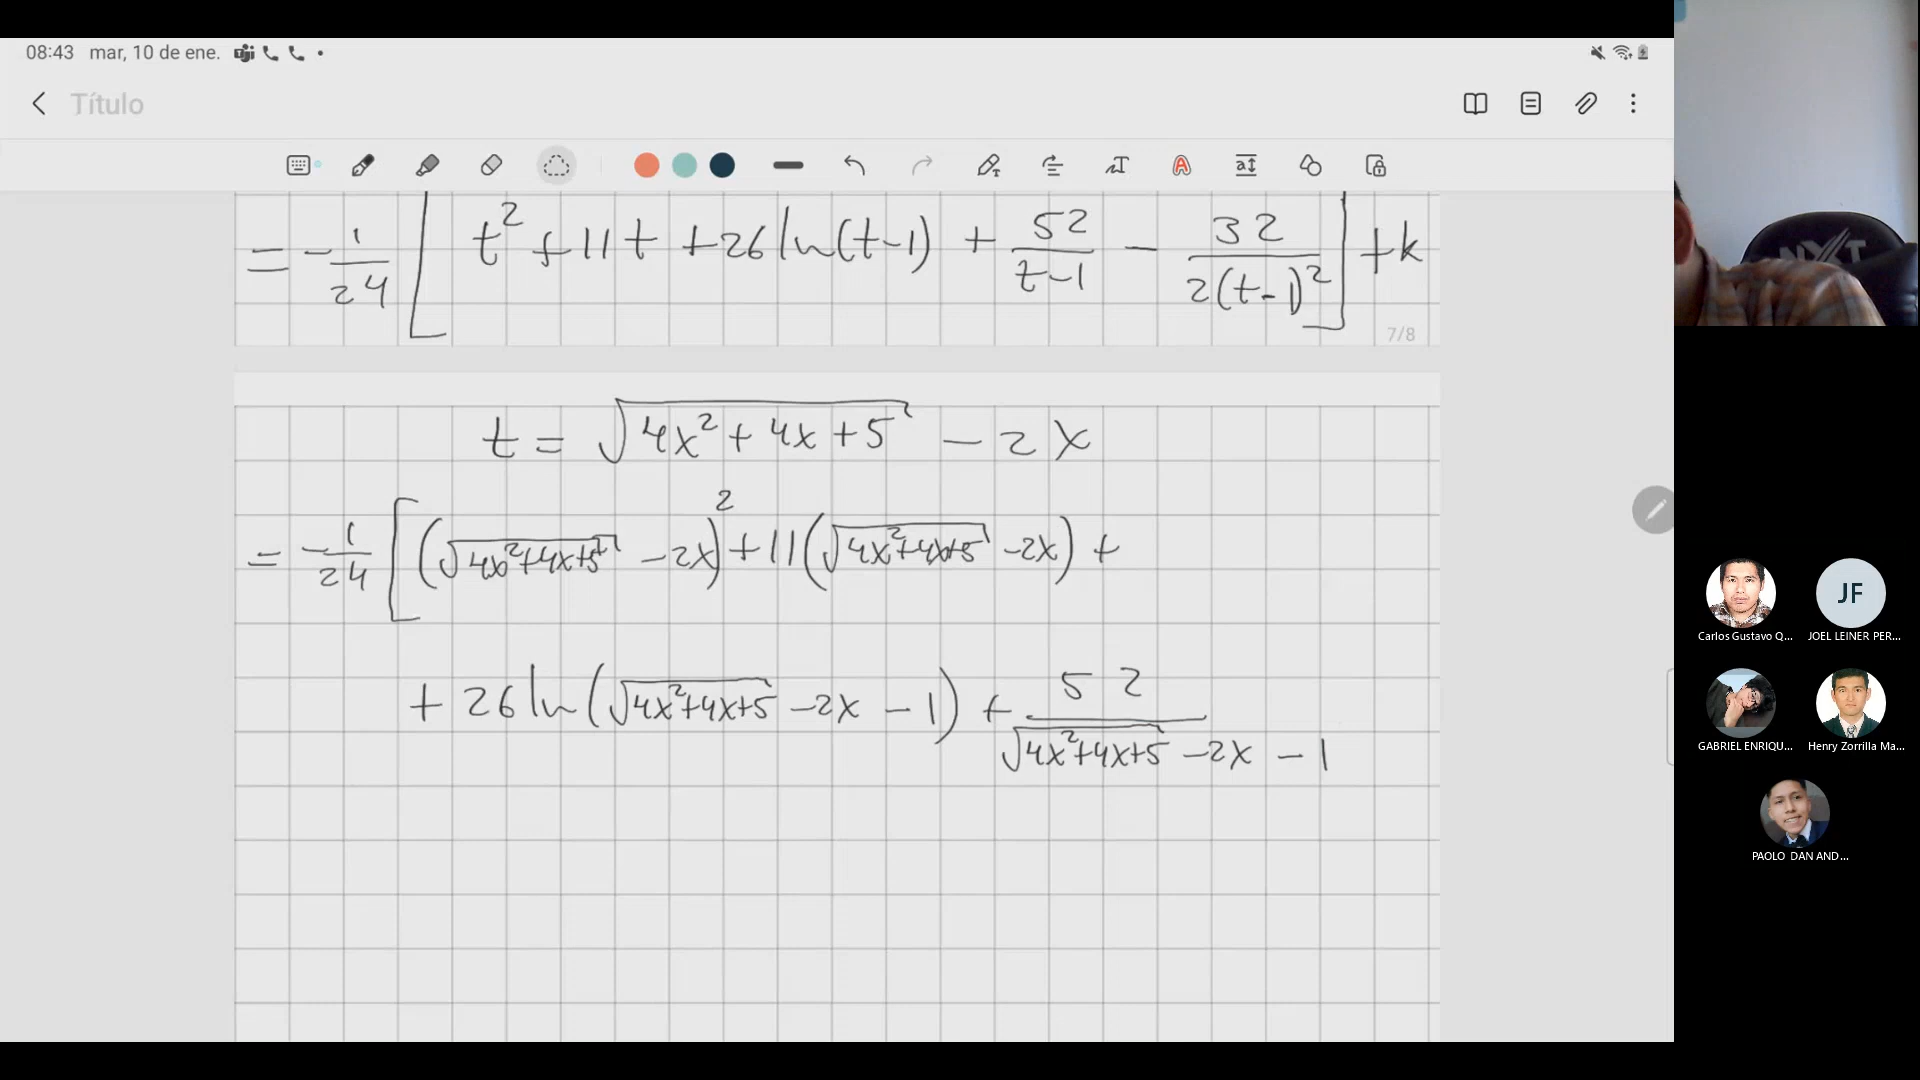 08:43 mar, 10 de ene.
Título
= -1/24 [ t² + 11t + 26 ln(t-1) + 52/(t-1) - 32/(2(t-1)²) ] + k
7/8
t = √(4x² + 4x + 5) - 2x
= -1/24 [ (√(4x²+4x+5) - 2x)² + 11(√(4x²+4x+5) - 2x) +
+ 26 ln(√(4x²+4x+5) - 2x - 1) + 52/(√(4x²+4x+5) - 2x - 1)
JF
Carlos Gustavo Q...
JOEL LEINER PER...
GABRIEL ENRIQU...
Henry Zorrilla Ma...
PAOLO DAN AND...